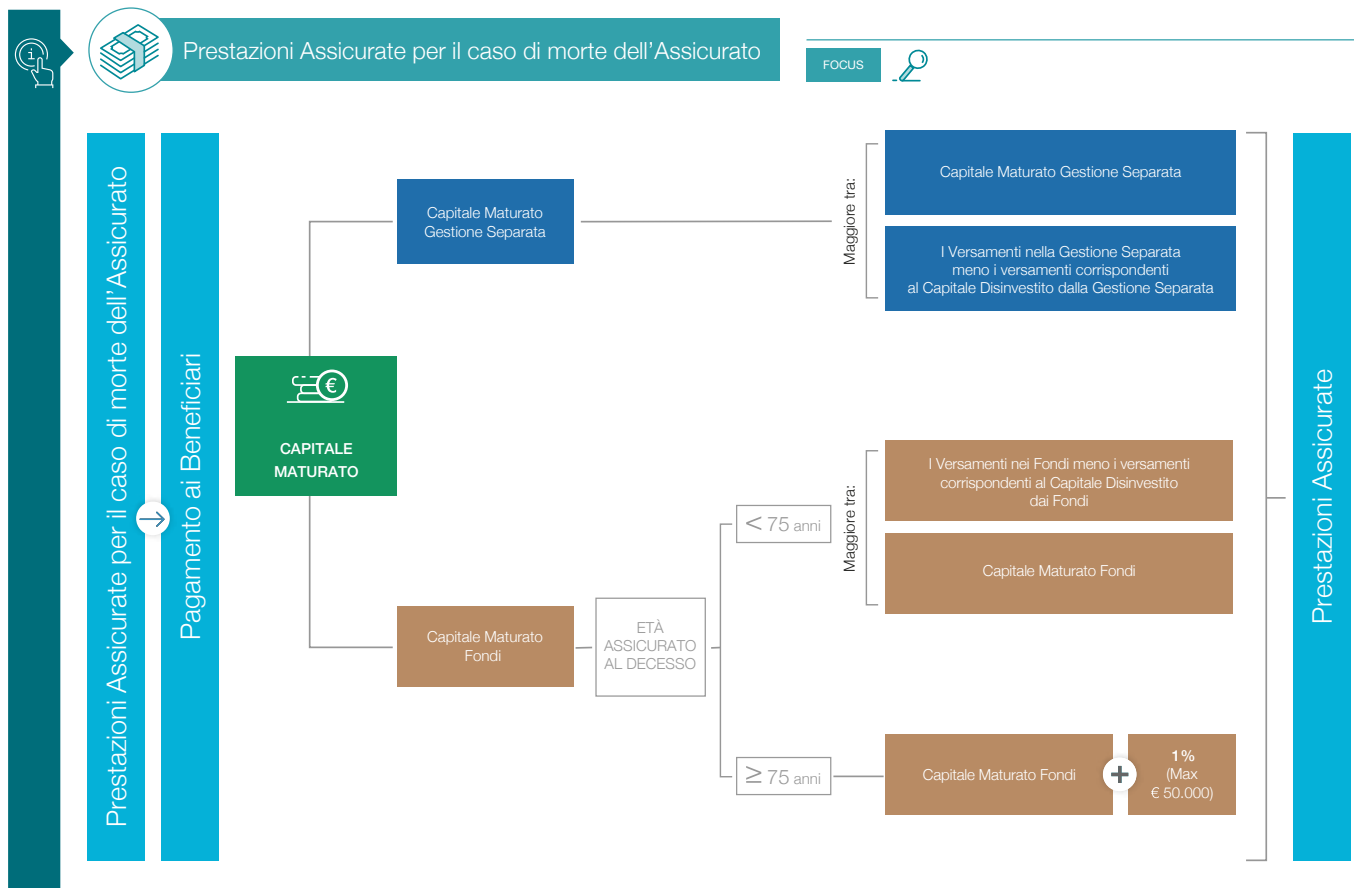 Prestazioni Assicurate per il caso di morte dell'Assicurato
FOCUS
Prestazioni Assicurate per il caso di morte dell'Assicurato
Pagamento ai Beneficiari
€
CAPITALE
MATURATO
Capitale Maturato
Gestione Separata
Maggiore tra:
Capitale Maturato Gestione Separata
I Versamenti nella Gestione Separata
meno i versamenti corrispondenti
al Capitale Disinvestito dalla Gestione Separata
Capitale Maturato
Fondi
ETÀ
ASSICURATO
AL DECESSO
< 75 anni
Maggiore tra:
I Versamenti nei Fondi meno i versamenti
corrispondenti al Capitale Disinvestito
dai Fondi
Capitale Maturato Fondi
≥ 75 anni
Capitale Maturato Fondi
+
1%
(Max
€ 50.000)
Prestazioni Assicurate